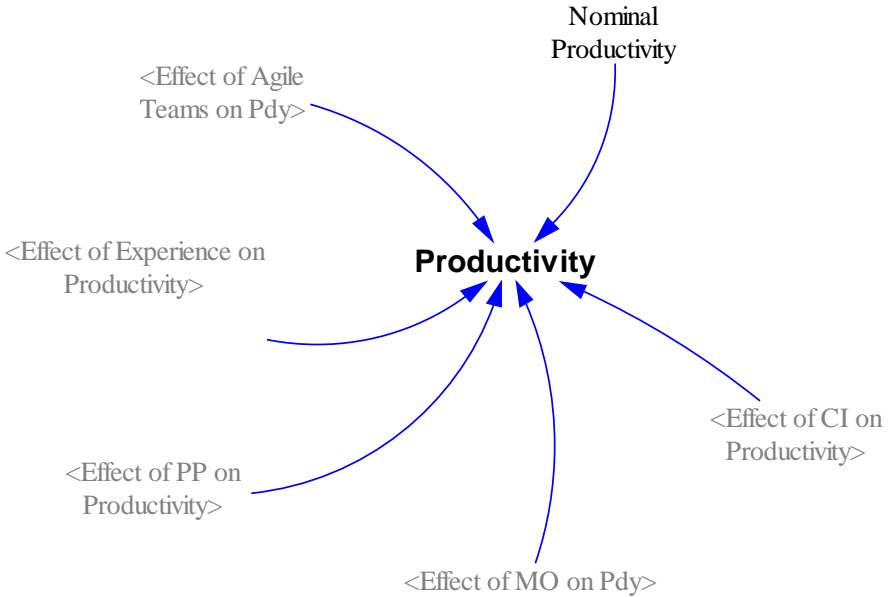 Nominal
Productivity
<Effect of Agile
Teams on Pdy>
<Effect of Experience on
Productivity>
Productivity
<Effect of CI on
Productivity>
<Effect of PP on
Productivity>
<Effect of MO on Pdy>